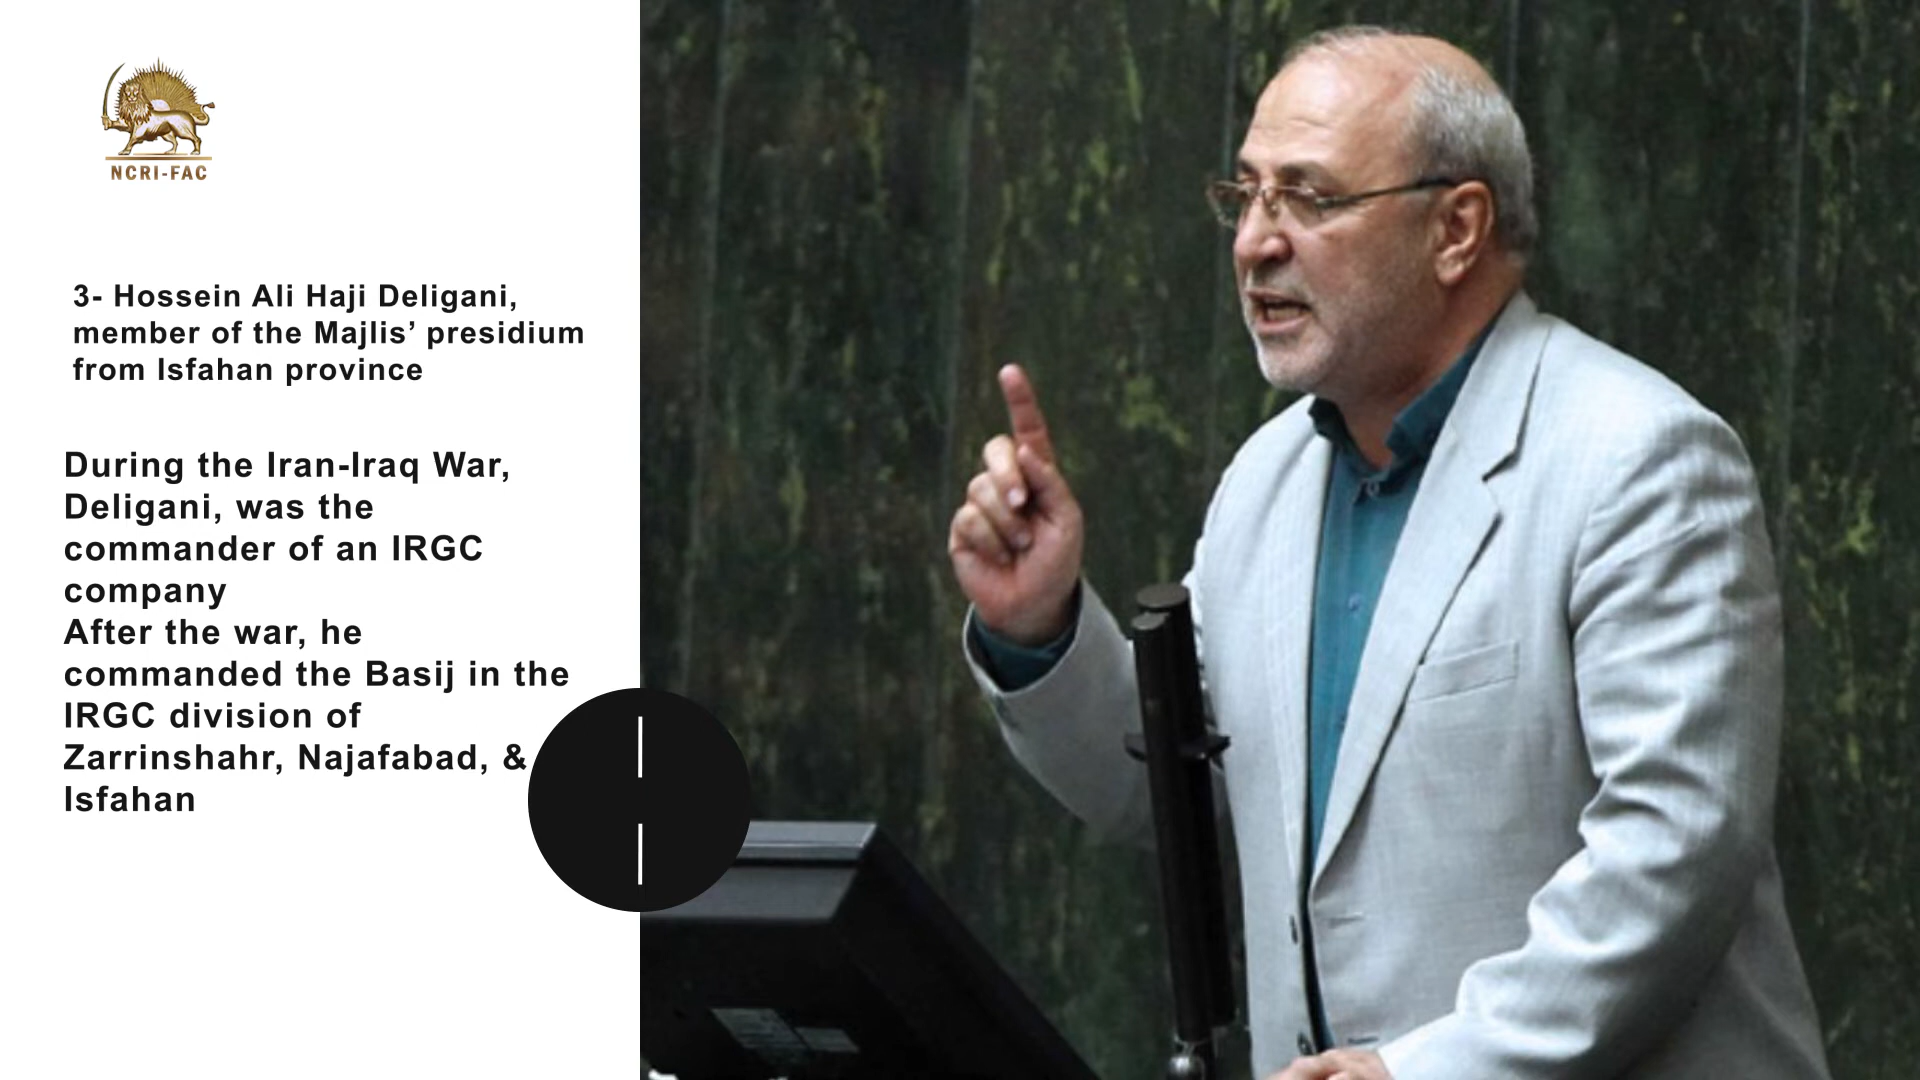 NCRI-FAC
3- Hossein Ali Haji Deligani,
member of the Majlis’ presidium
from Isfahan province
During the Iran-Iraq War,
Deligani, was the
commander of an IRGC
company
After the war, he
commanded the Basij in the
IRGC division of
Zarrinshahr, Najafabad, &
Isfahan